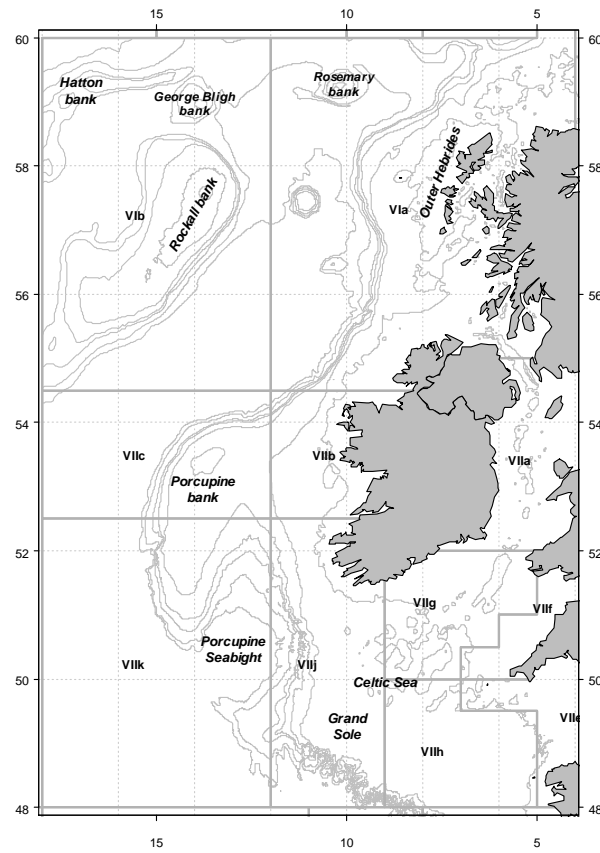 15 10 5
60 60
Hatton
bank
George Bligh
bank
Rosemary
bank
58 58
Outer Hebrides
Rockall bank
VIb
VIa
56 56
54 54
VIIc
VIIb
VIIa
Porcupine
bank
52 52
VIIg
VIIf
Porcupine
Seabight
VIIk
VIIj
Celtic Sea
50 50
Grand
Sole
VIIe
VIIh
48 48
15 10 5